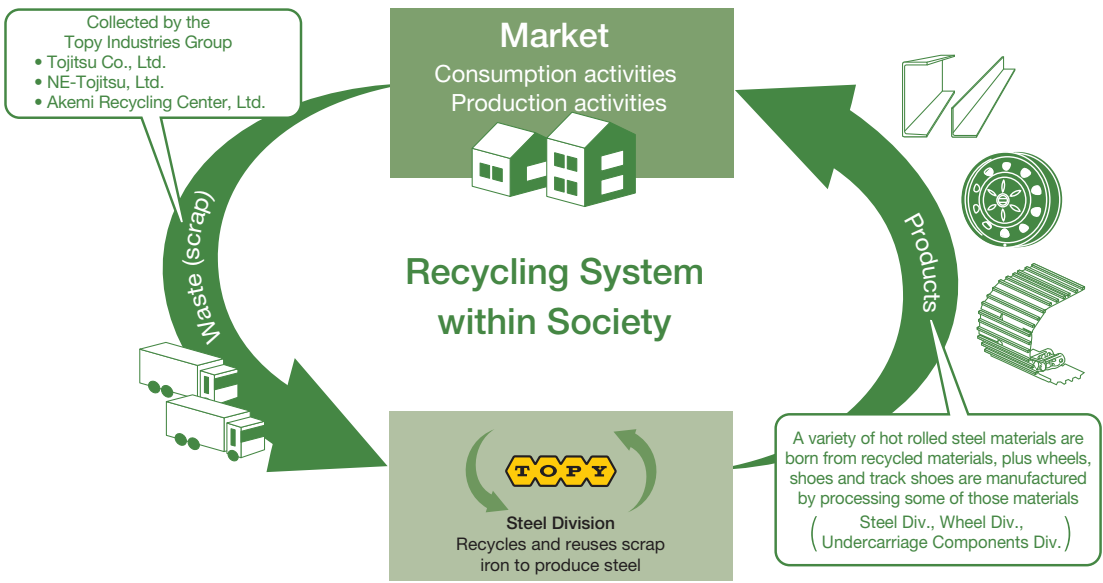 Collected by the
Topy Industries Group
• Tojitsu Co., Ltd.
• NE-Tojitsu, Ltd.
• Akemi Recycling Center, Ltd.
Market
Consumption activities
Production activities
Waste (scrap)
Recycling System
within Society
Products
TOPY
Steel Division
Recycles and reuses scrap
iron to produce steel
A variety of hot rolled steel materials are
born from recycled materials, plus wheels,
shoes and track shoes are manufactured
by processing some of those materials
(Steel Div., Wheel Div.,
Undercarriage Components Div.)